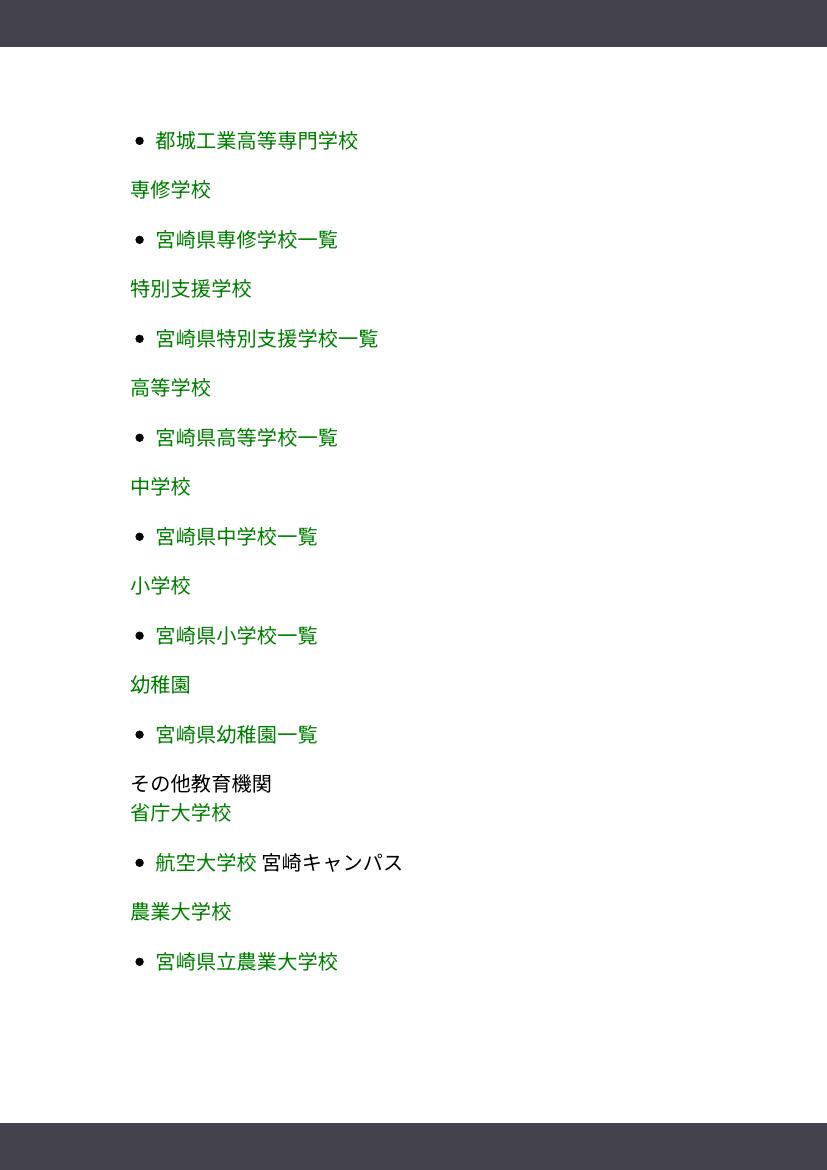 都城工業高等専門学校
専修学校
宮崎県専修学校一覧
特別支援学校
宮崎県特別支援学校一覧
高等学校
宮崎県高等学校一覧
中学校
宮崎県中学校一覧
小学校
宮崎県小学校一覧
幼稚園
宮崎県幼稚園一覧
その他教育機関
省庁大学校
航空大学校 宮崎キャンパス
農業大学校
宮崎県立農業大学校